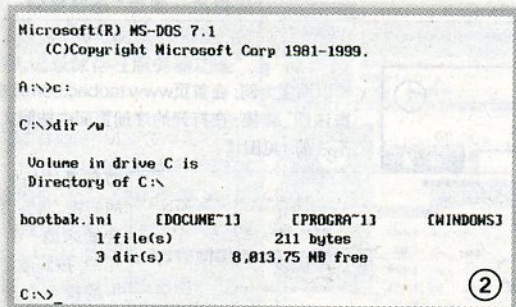 Microsoft(R) MS-DOS 7.1
(C)Copyright Microsoft Corp 1981-1999.
A:\>c:
C:\>dir /w
Volume in drive C is
Directory of C:\
bootbak.ini [DOCUME~1] [PROGRA~1] [WINDOWS]
1 file(s) 211 bytes
3 dir(s) 8,013.75 MB free
C:\>_
②